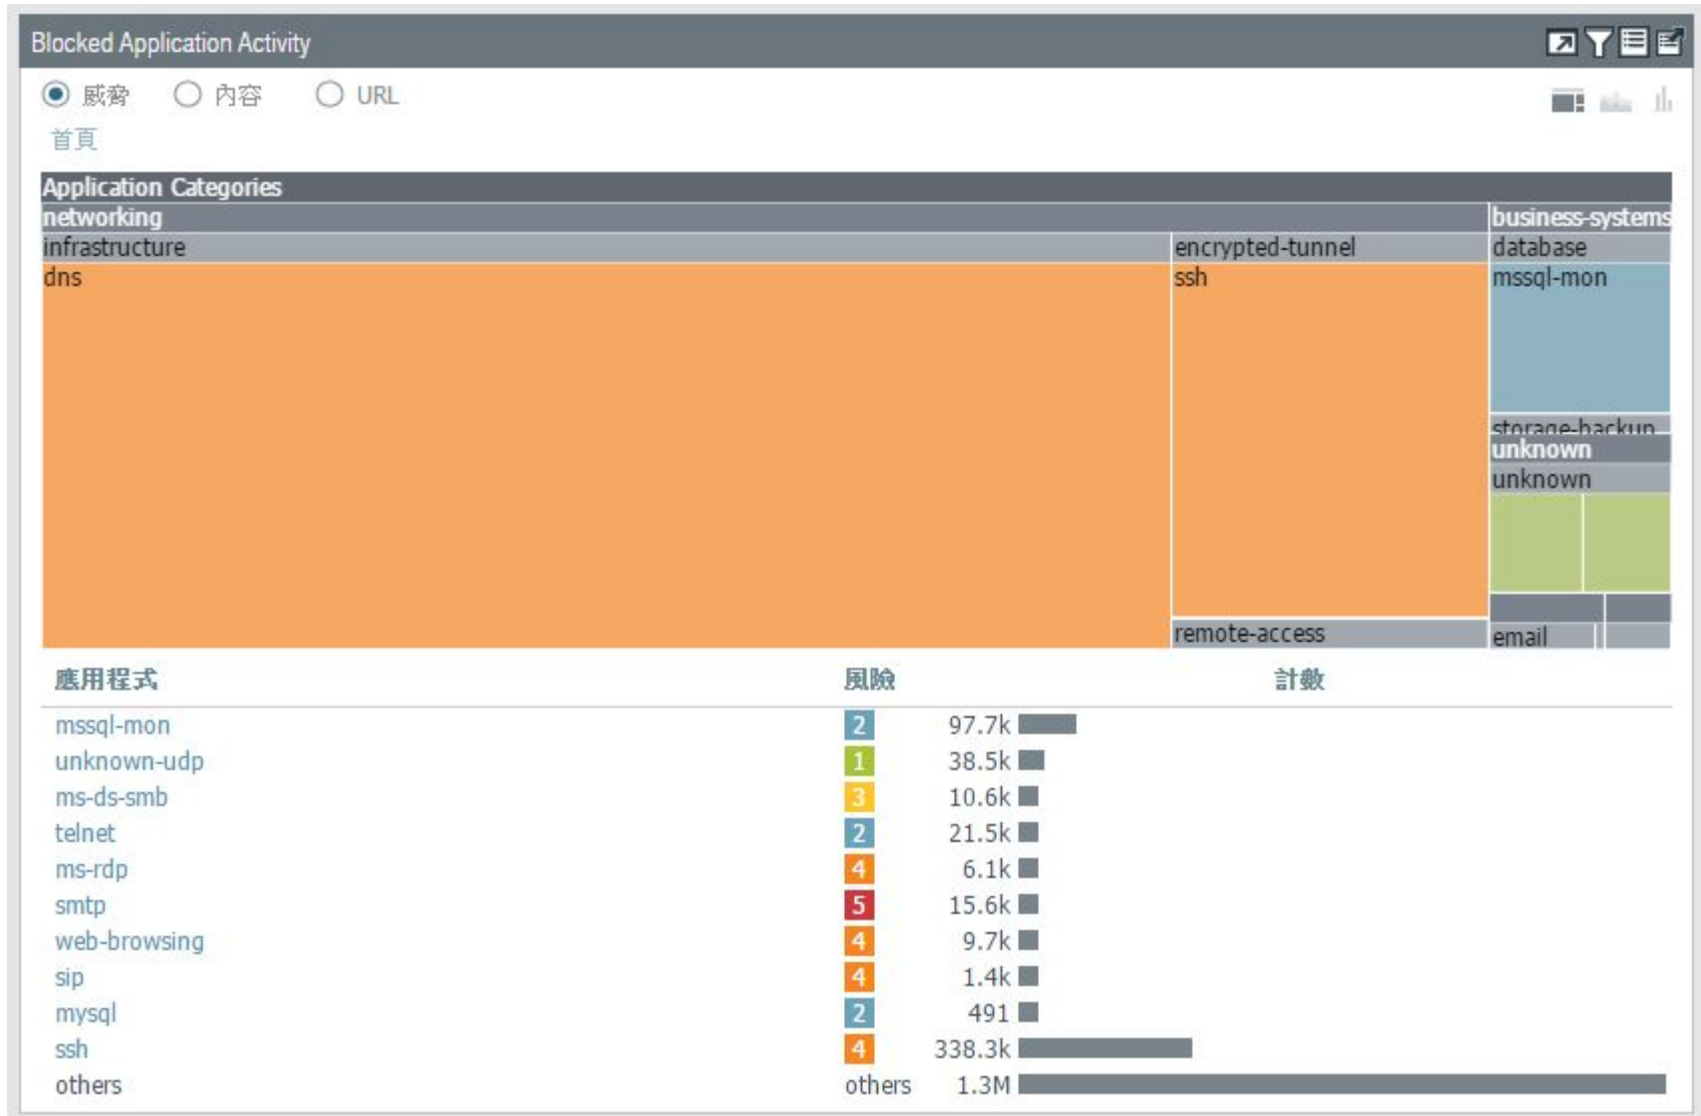 Blocked Application Activity
威脅 內容 URL
首頁
Application Categories
networking business-systems
infrastructure encrypted-tunnel database
dns ssh mssql-mon
storage-backup
unknown
unknown
remote-access email
應用程式 風險 計數
mssql-mon 2 97.7k
unknown-udp 1 38.5k
ms-ds-smb 3 10.6k
telnet 2 21.5k
ms-rdp 4 6.1k
smtp 5 15.6k
web-browsing 4 9.7k
sip 4 1.4k
mysql 2 491
ssh 4 338.3k
others others 1.3M